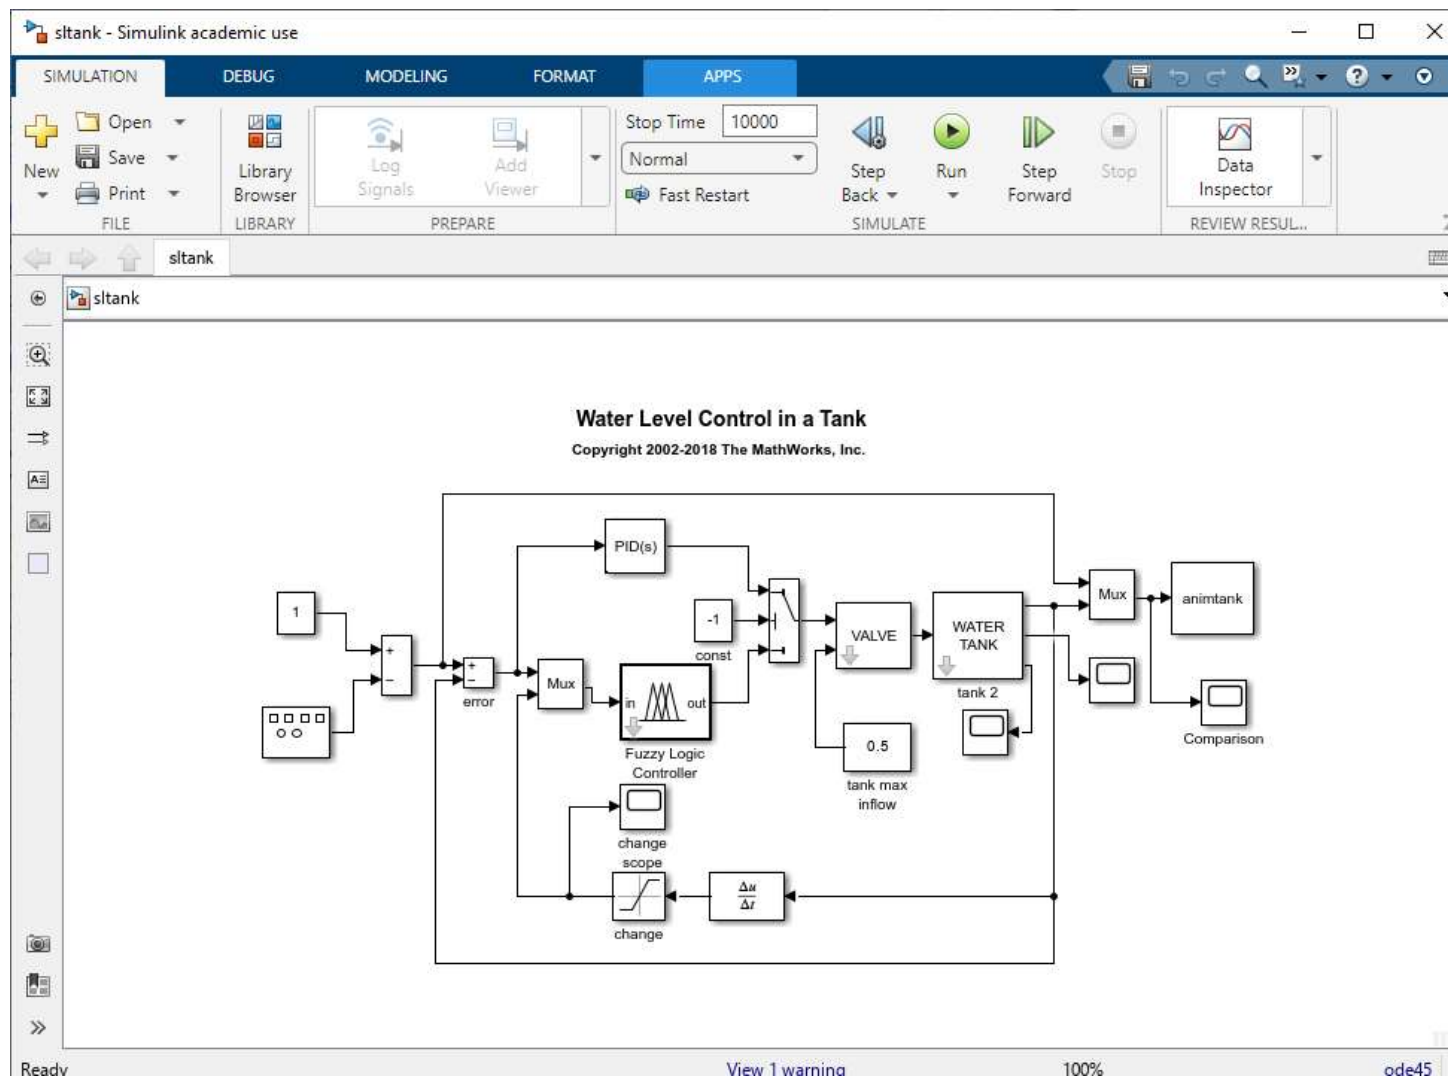 sltank - Simulink academic use
SIMULATION
DEBUG
MODELING
FORMAT
APPS
New
Open
Save
Print
FILE
Library
Browser
LIBRARY
Log
Signals
Add
Viewer
PREPARE
Stop Time 10000
Normal
Fast Restart
Step
Back
Run
Step
Forward
Stop
SIMULATE
Data
Inspector
REVIEW RESUL...
sltank
sltank
Water Level Control in a Tank
Copyright 2002-2018 The MathWorks, Inc.
PID(s)
1
+
−
+
−
error
Mux
-1
const
in
out
Fuzzy Logic
Controller
VALVE
WATER
TANK
tank 2
Mux
animtank
Comparison
0.5
tank max
inflow
change
scope
change
Δu
Δt
Ready
View 1 warning
100%
ode45